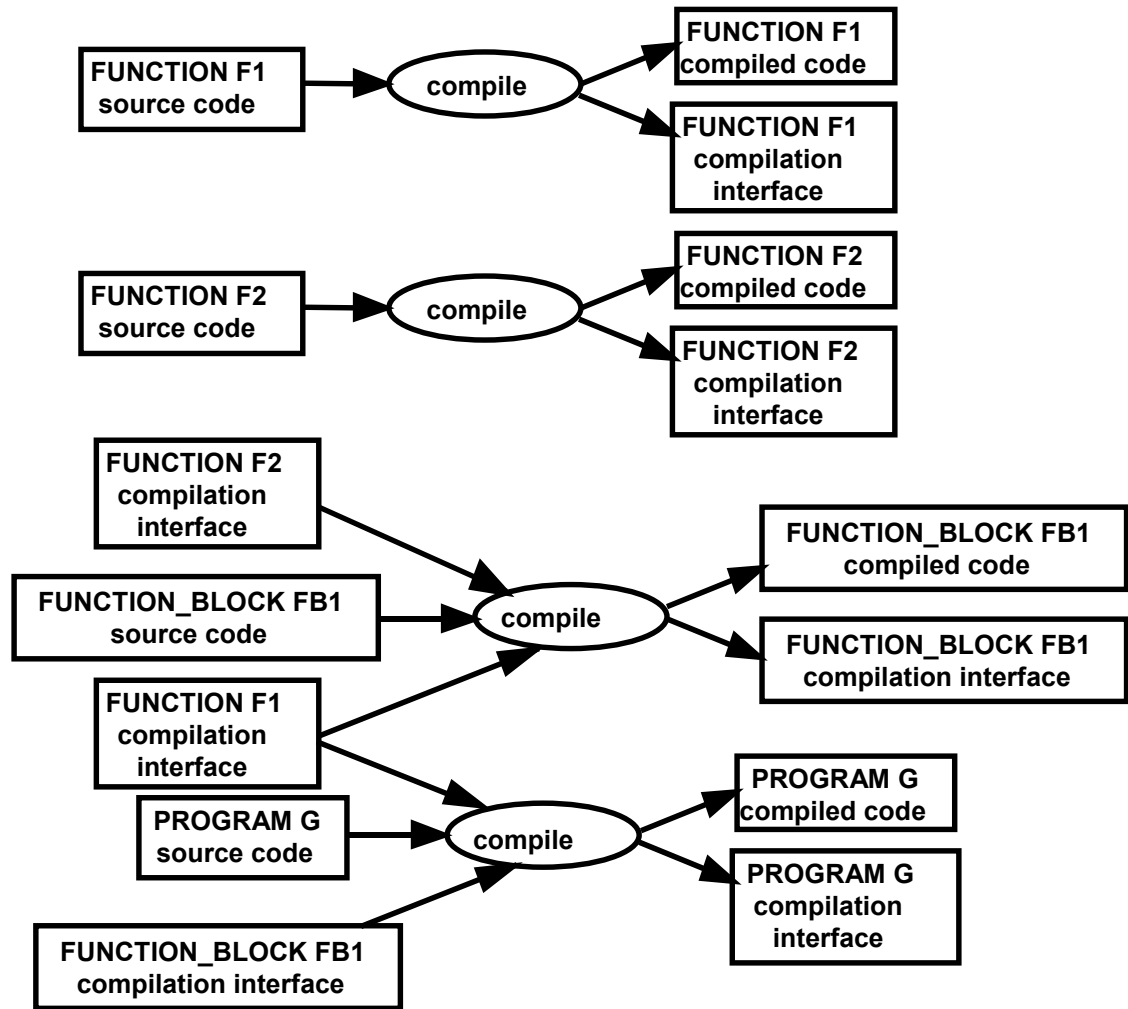 FUNCTION F1
source code
compile
FUNCTION F1
compiled code
FUNCTION F1
compilation
interface
FUNCTION F2
source code
compile
FUNCTION F2
compiled code
FUNCTION F2
compilation
interface
FUNCTION F2
compilation
interface
FUNCTION_BLOCK FB1
source code
FUNCTION F1
compilation
interface
compile
FUNCTION_BLOCK FB1
compiled code
FUNCTION_BLOCK FB1
compilation interface
PROGRAM G
source code
FUNCTION_BLOCK FB1
compilation interface
compile
PROGRAM G
compiled code
PROGRAM G
compilation
interface